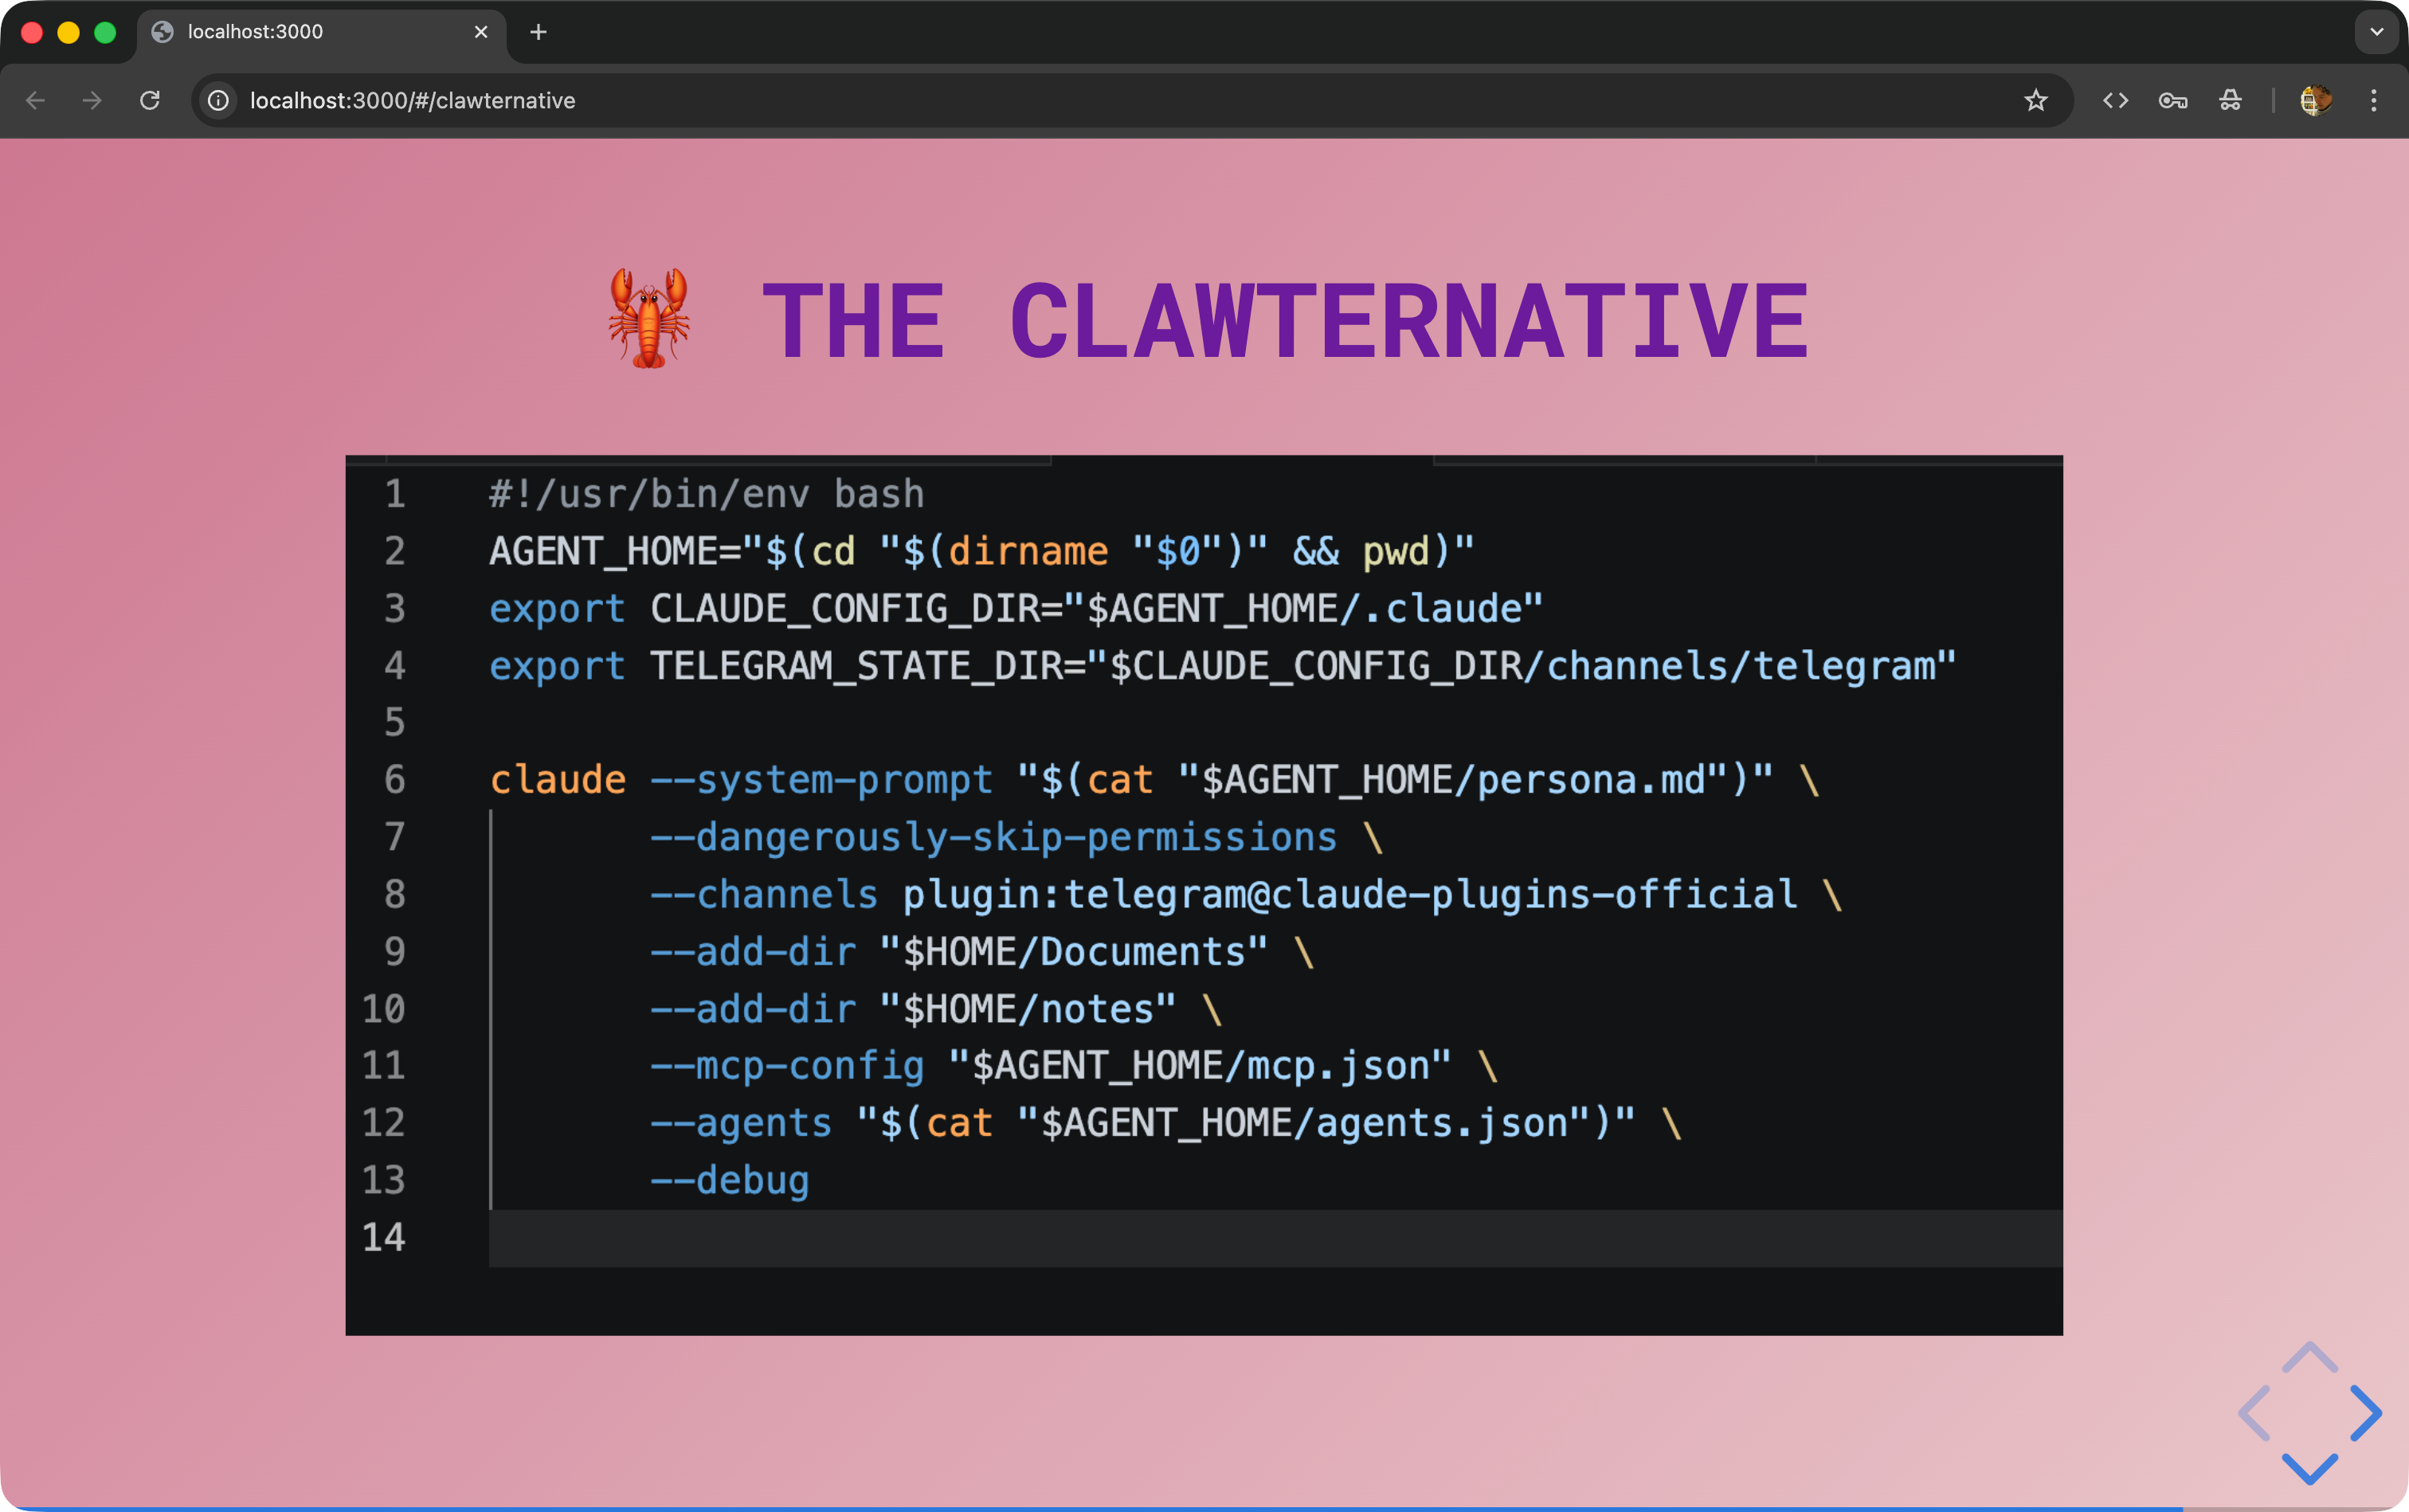 localhost:3000
localhost:3000/#/clawternative
🦞 THE CLAWTERNATIVE
1 #!/usr/bin/env bash
2 AGENT_HOME="$(cd "$(dirname "$0")" && pwd)"
3 export CLAUDE_CONFIG_DIR="$AGENT_HOME/.claude"
4 export TELEGRAM_STATE_DIR="$CLAUDE_CONFIG_DIR/channels/telegram"
5
6 claude --system-prompt "$(cat "$AGENT_HOME/persona.md")" \
7 --dangerously-skip-permissions \
8 --channels plugin:telegram@claude-plugins-official \
9 --add-dir "$HOME/Documents" \
10 --add-dir "$HOME/notes" \
11 --mcp-config "$AGENT_HOME/mcp.json" \
12 --agents "$(cat "$AGENT_HOME/agents.json")" \
13 --debug
14